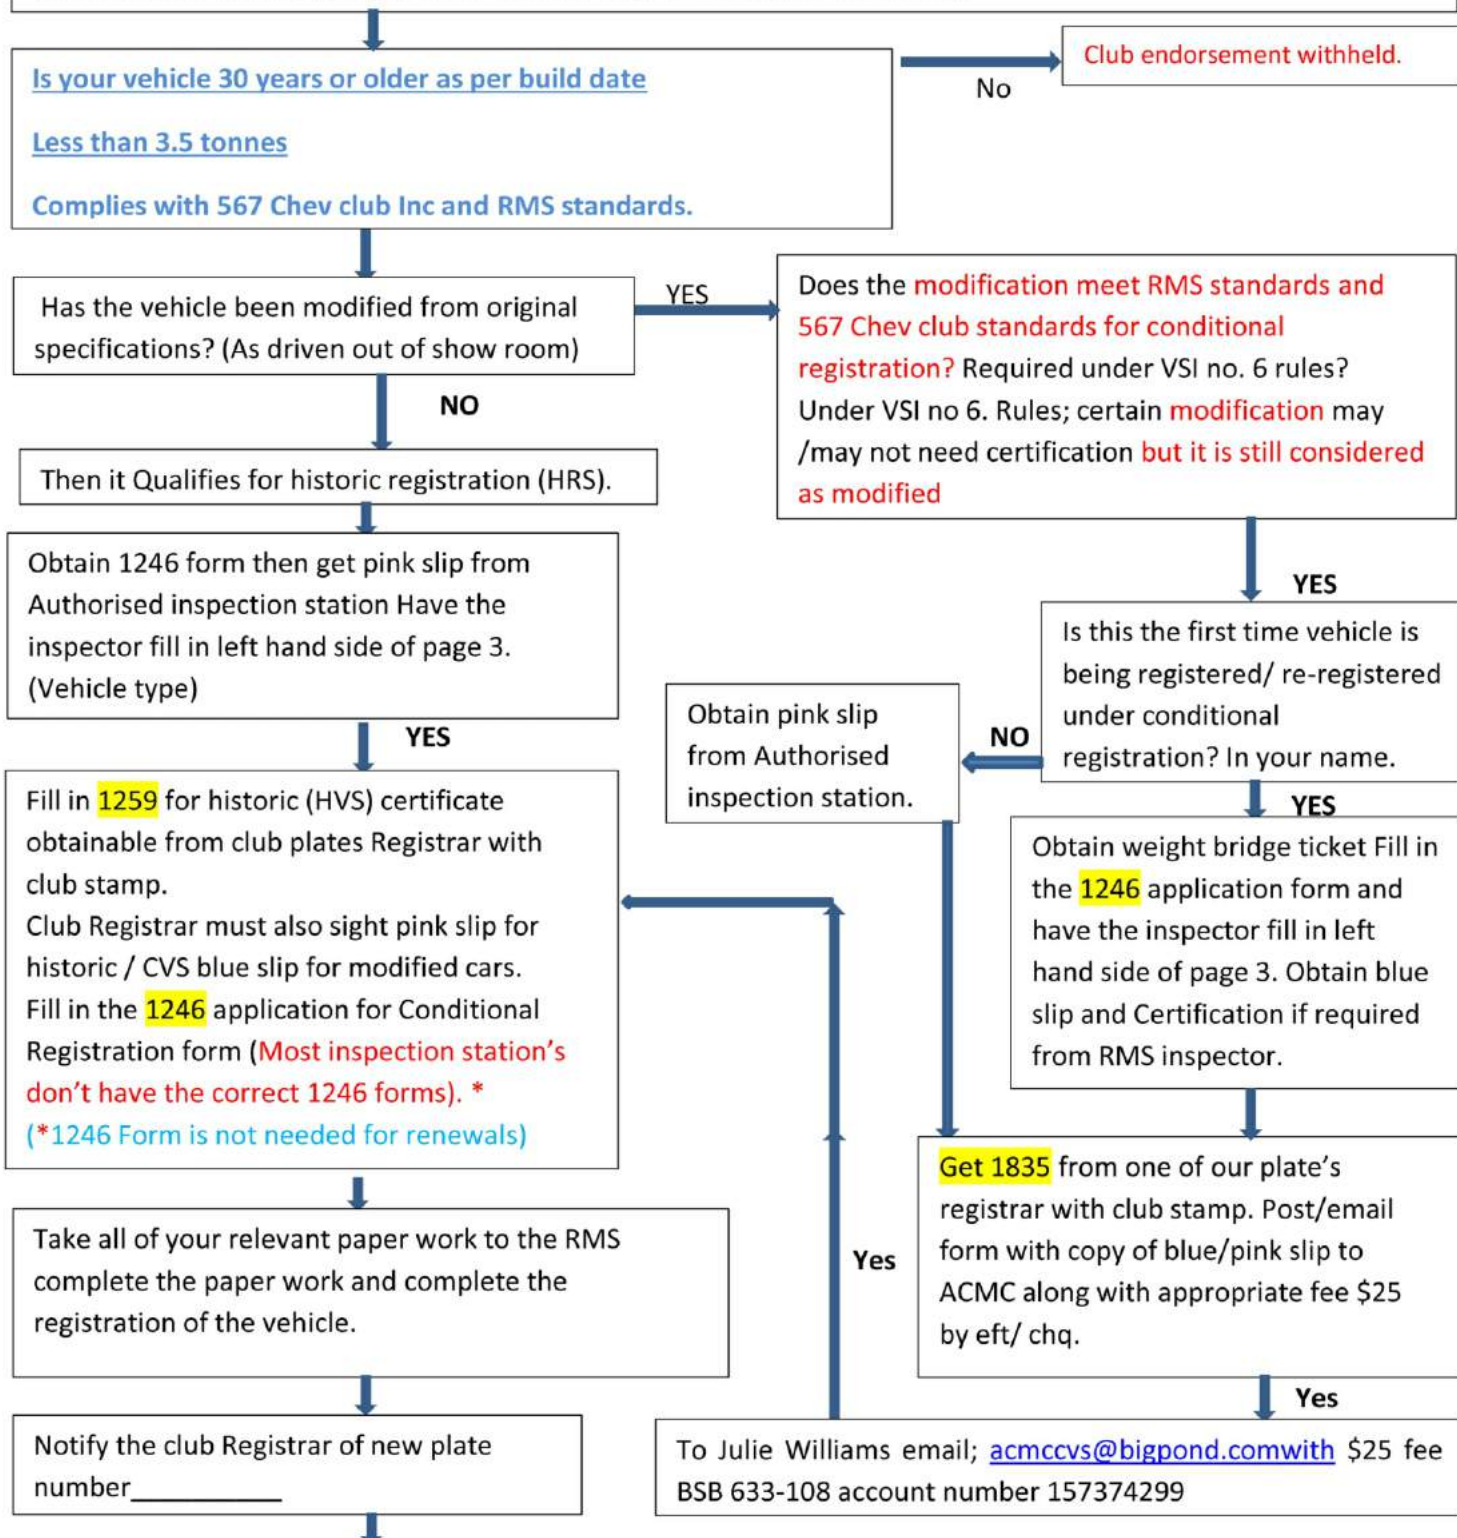 Is your vehicle 30 years or older as per build date
Less than 3.5 tonnes
Complies with 567 Chev club Inc and RMS standards.
No
Club endorsement withheld.
Has the vehicle been modified from original
specifications? (As driven out of show room)
YES
Does the modification meet RMS standards and
567 Chev club standards for conditional
registration? Required under VSI no. 6 rules?
Under VSI no 6. Rules; certain modification may
/may not need certification but it is still considered
as modified
NO
Then it Qualifies for historic registration (HRS).
Obtain 1246 form then get pink slip from
Authorised inspection station Have the
inspector fill in left hand side of page 3.
(Vehicle type)
YES
Is this the first time vehicle is
being registered/ re-registered
under conditional
registration? In your name.
NO
Obtain pink slip
from Authorised
inspection station.
YES
Fill in 1259 for historic (HVS) certificate
obtainable from club plates Registrar with
club stamp.
Club Registrar must also sight pink slip for
historic / CVS blue slip for modified cars.
Fill in the 1246 application for Conditional
Registration form (Most inspection station's
don't have the correct 1246 forms). *
(*1246 Form is not needed for renewals)
YES
Obtain weight bridge ticket Fill in
the 1246 application form and
have the inspector fill in left
hand side of page 3. Obtain blue
slip and Certification if required
from RMS inspector.
Get 1835 from one of our plate's
registrar with club stamp. Post/email
form with copy of blue/pink slip to
ACMC along with appropriate fee $25
by eft/ chq.
Yes
Take all of your relevant paper work to the RMS
complete the paper work and complete the
registration of the vehicle.
Yes
Notify the club Registrar of new plate
number__________
To Julie Williams email; acmccvs@bigpond.comwith $25 fee
BSB 633-108 account number 157374299